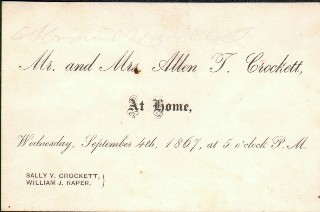 Mr. and Mrs. Allen T. Crockett,
At Home,
Wednesday, September 4th, 1867, at 5 o'clock P. M.
SALLY V. CROCKETT,
WILLIAM J. RAPER.